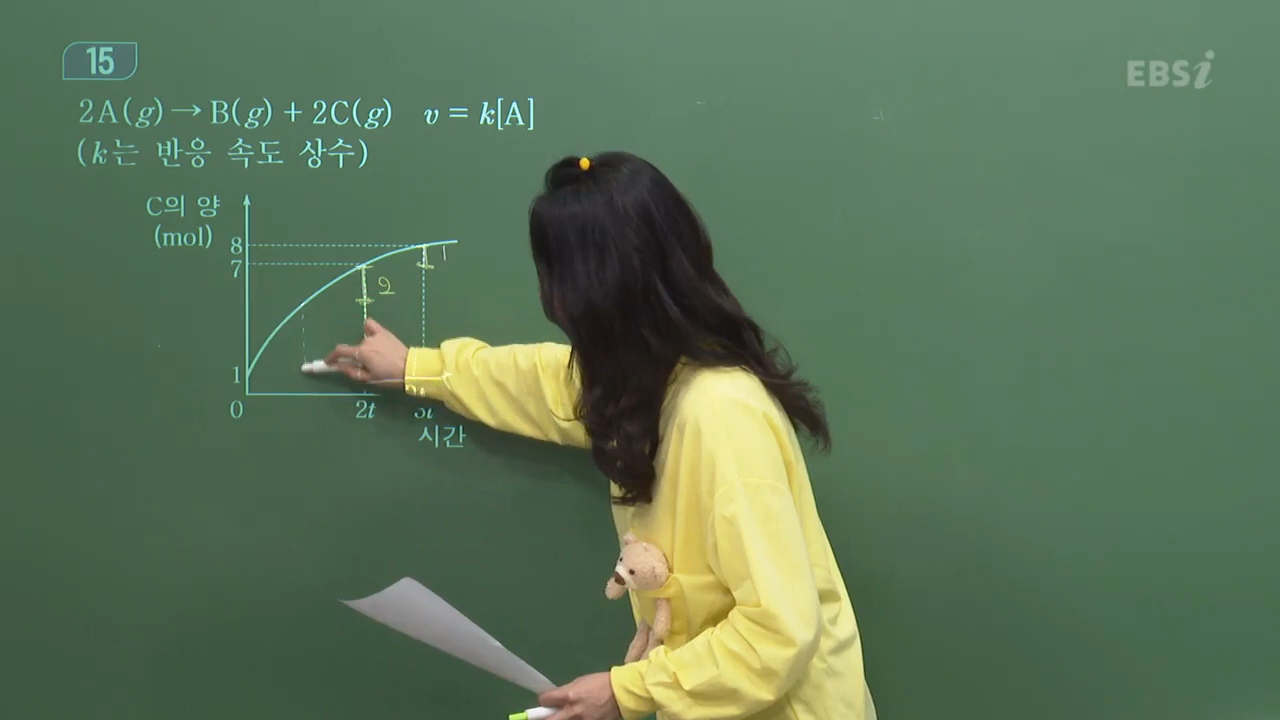 15
EBSi
2A(g) → B(g) + 2C(g) v = k[A]
(k는 반응 속도 상수)
C의 양
(mol)
8
7
1
2
1
0
2t
시간